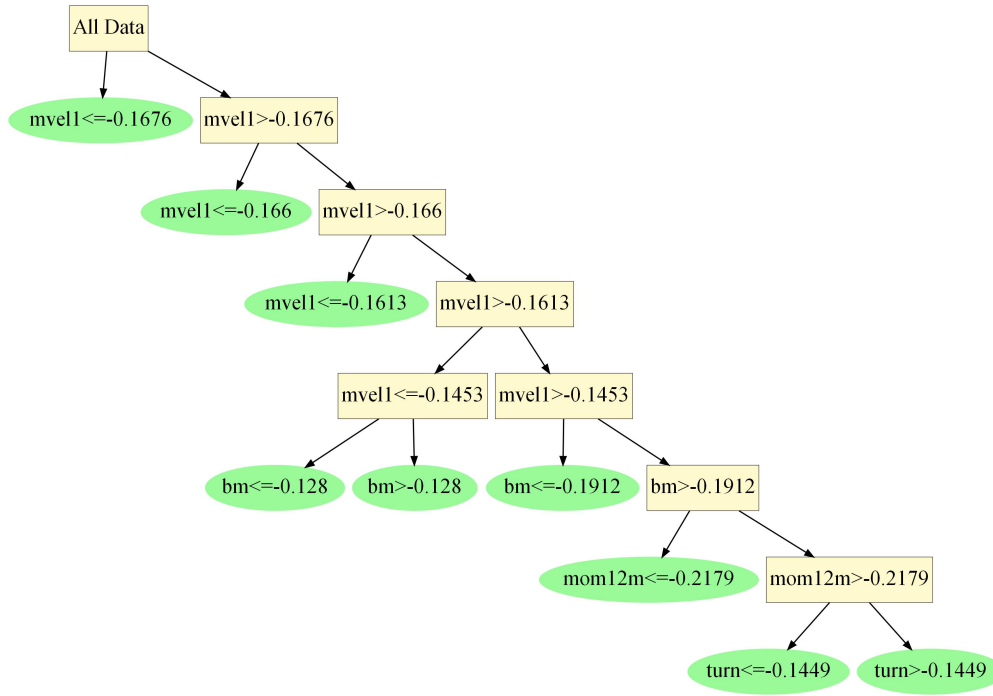 All Data
mvel1<=-0.1676
mvel1>-0.1676
mvel1<=-0.166
mvel1>-0.166
mvel1<=-0.1613
mvel1>-0.1613
mvel1<=-0.1453
mvel1>-0.1453
bm<=-0.128
bm>-0.128
bm<=-0.1912
bm>-0.1912
mom12m<=-0.2179
mom12m>-0.2179
turn<=-0.1449
turn>-0.1449